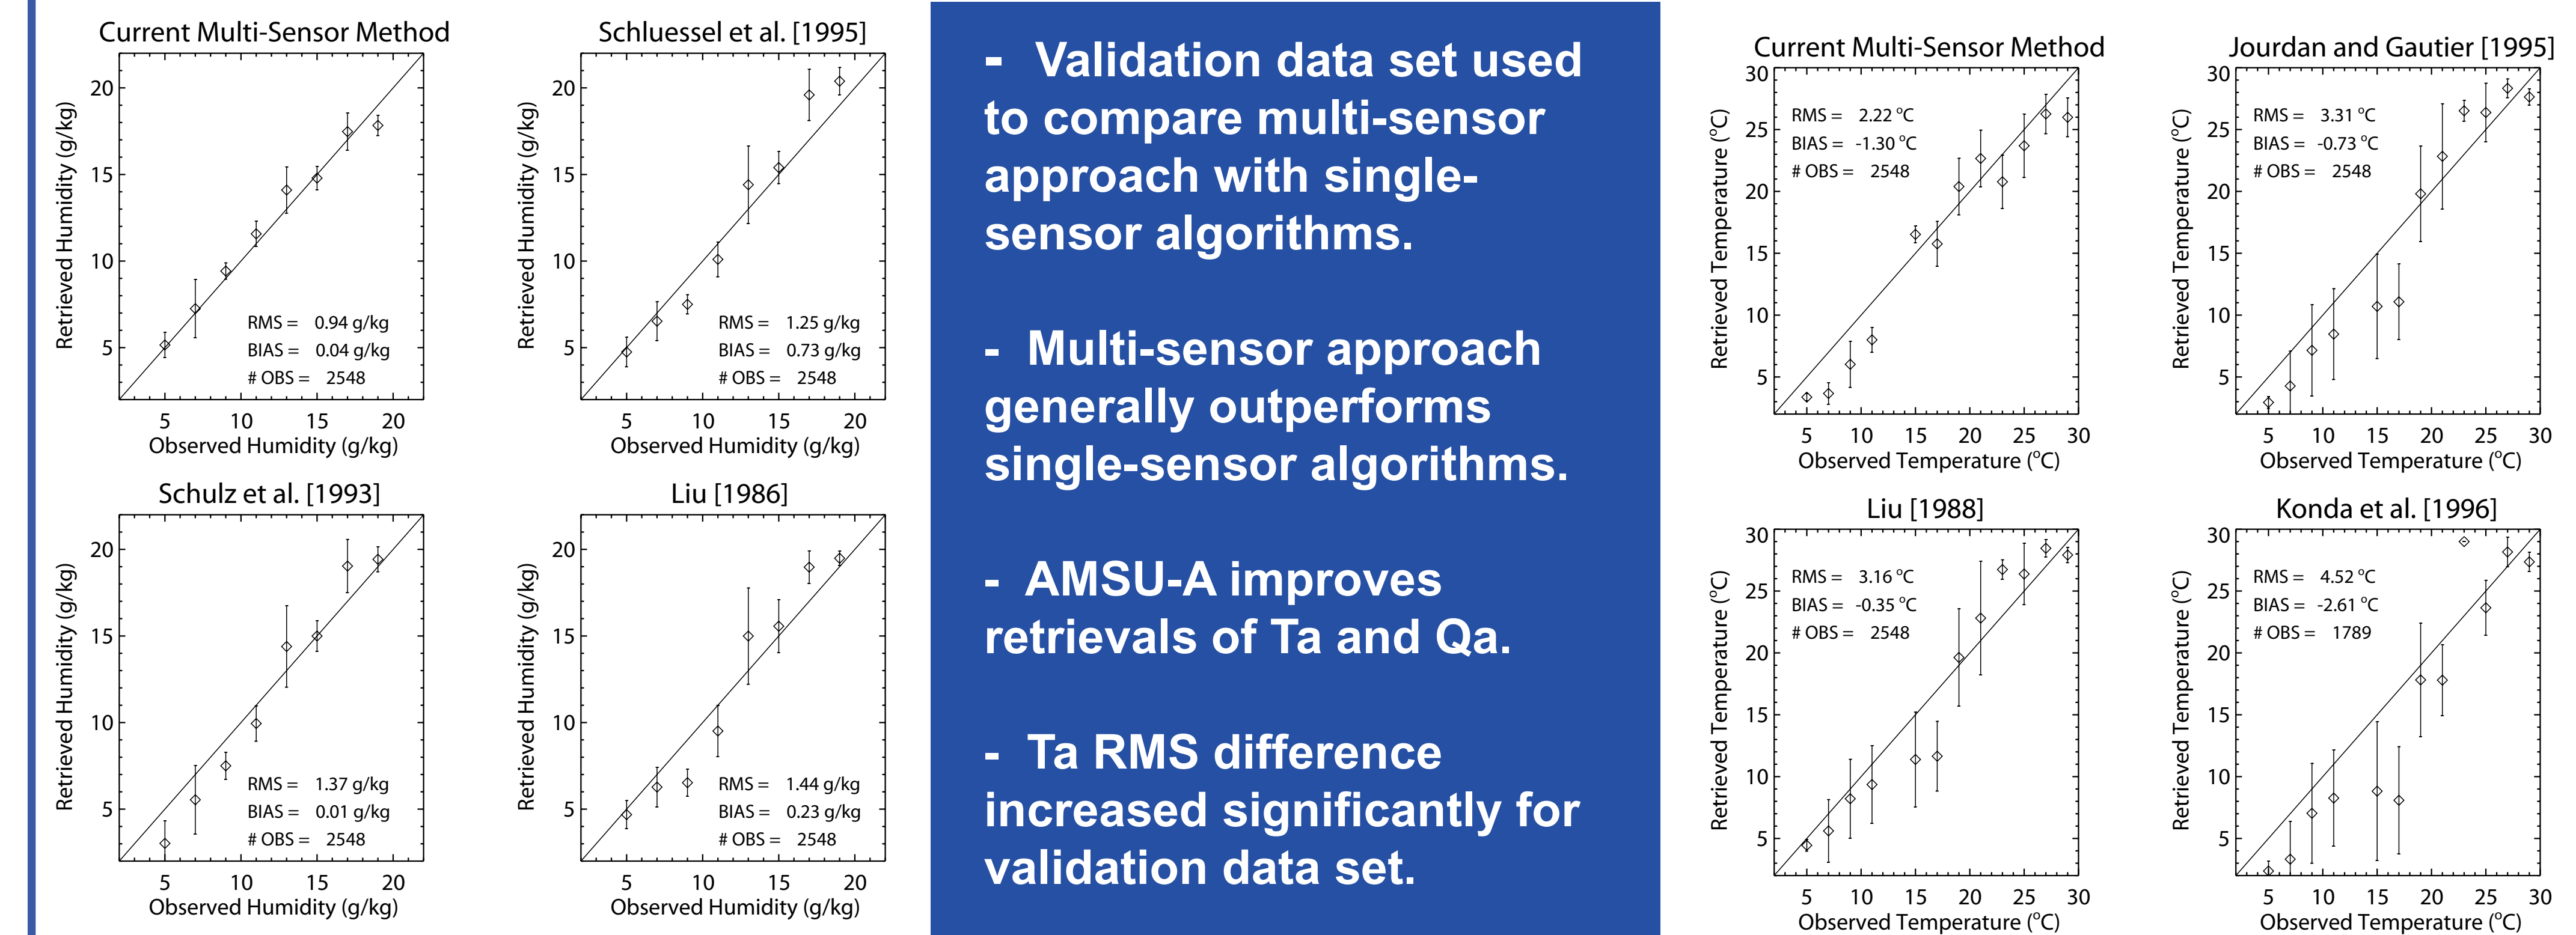 Current Multi-Sensor Method
Retrieved Humidity (g/kg)
20
15
10
5
RMS = 0.94 g/kg
BIAS = 0.04 g/kg
# OBS = 2548
5 10 15 20
Observed Humidity (g/kg)
Schluessel et al. [1995]
Retrieved Humidity (g/kg)
20
15
10
5
RMS = 1.25 g/kg
BIAS = 0.73 g/kg
# OBS = 2548
5 10 15 20
Observed Humidity (g/kg)
Schulz et al. [1993]
Retrieved Humidity (g/kg)
20
15
10
5
RMS = 1.37 g/kg
BIAS = 0.01 g/kg
# OBS = 2548
5 10 15 20
Observed Humidity (g/kg)
Liu [1986]
Retrieved Humidity (g/kg)
20
15
10
5
RMS = 1.44 g/kg
BIAS = 0.23 g/kg
# OBS = 2548
5 10 15 20
Observed Humidity (g/kg)
- Validation data set used
to compare multi-sensor
approach with single-
sensor algorithms.
- Multi-sensor approach
generally outperforms
single-sensor algorithms.
- AMSU-A improves
retrievals of Ta and Qa.
- Ta RMS difference
increased significantly for
validation data set.
Current Multi-Sensor Method
Retrieved Temperature (°C)
30
25
20
15
10
5
RMS = 2.22 °C
BIAS = -1.30 °C
# OBS = 2548
5 10 15 20 25 30
Observed Temperature (°C)
Jourdan and Gautier [1995]
Retrieved Temperature (°C)
30
25
20
15
10
5
RMS = 3.31 °C
BIAS = -0.73 °C
# OBS = 2548
5 10 15 20 25 30
Observed Temperature (°C)
Liu [1988]
Retrieved Temperature (°C)
30
25
20
15
10
5
RMS = 3.16 °C
BIAS = -0.35 °C
# OBS = 2548
5 10 15 20 25 30
Observed Temperature (°C)
Konda et al. [1996]
Retrieved Temperature (°C)
30
25
20
15
10
5
RMS = 4.52 °C
BIAS = -2.61 °C
# OBS = 1789
5 10 15 20 25 30
Observed Temperature (°C)